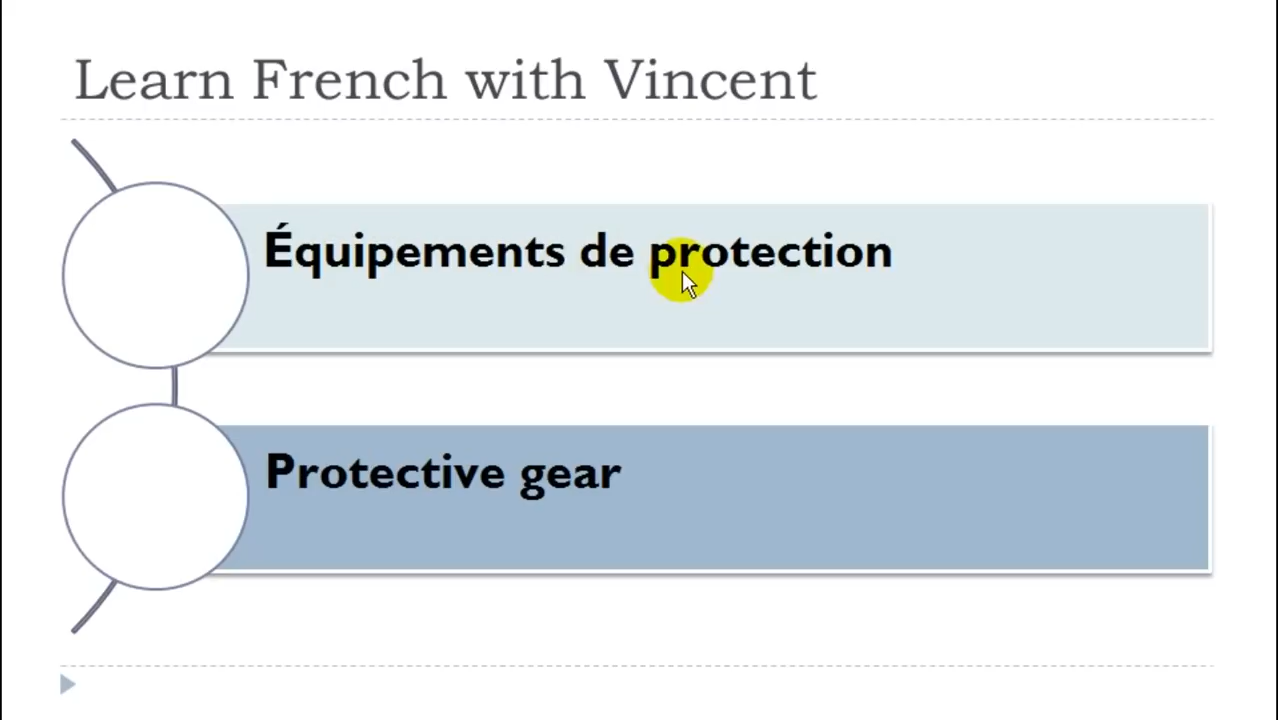 Learn French with Vincent
Équipements de protection
Protective gear